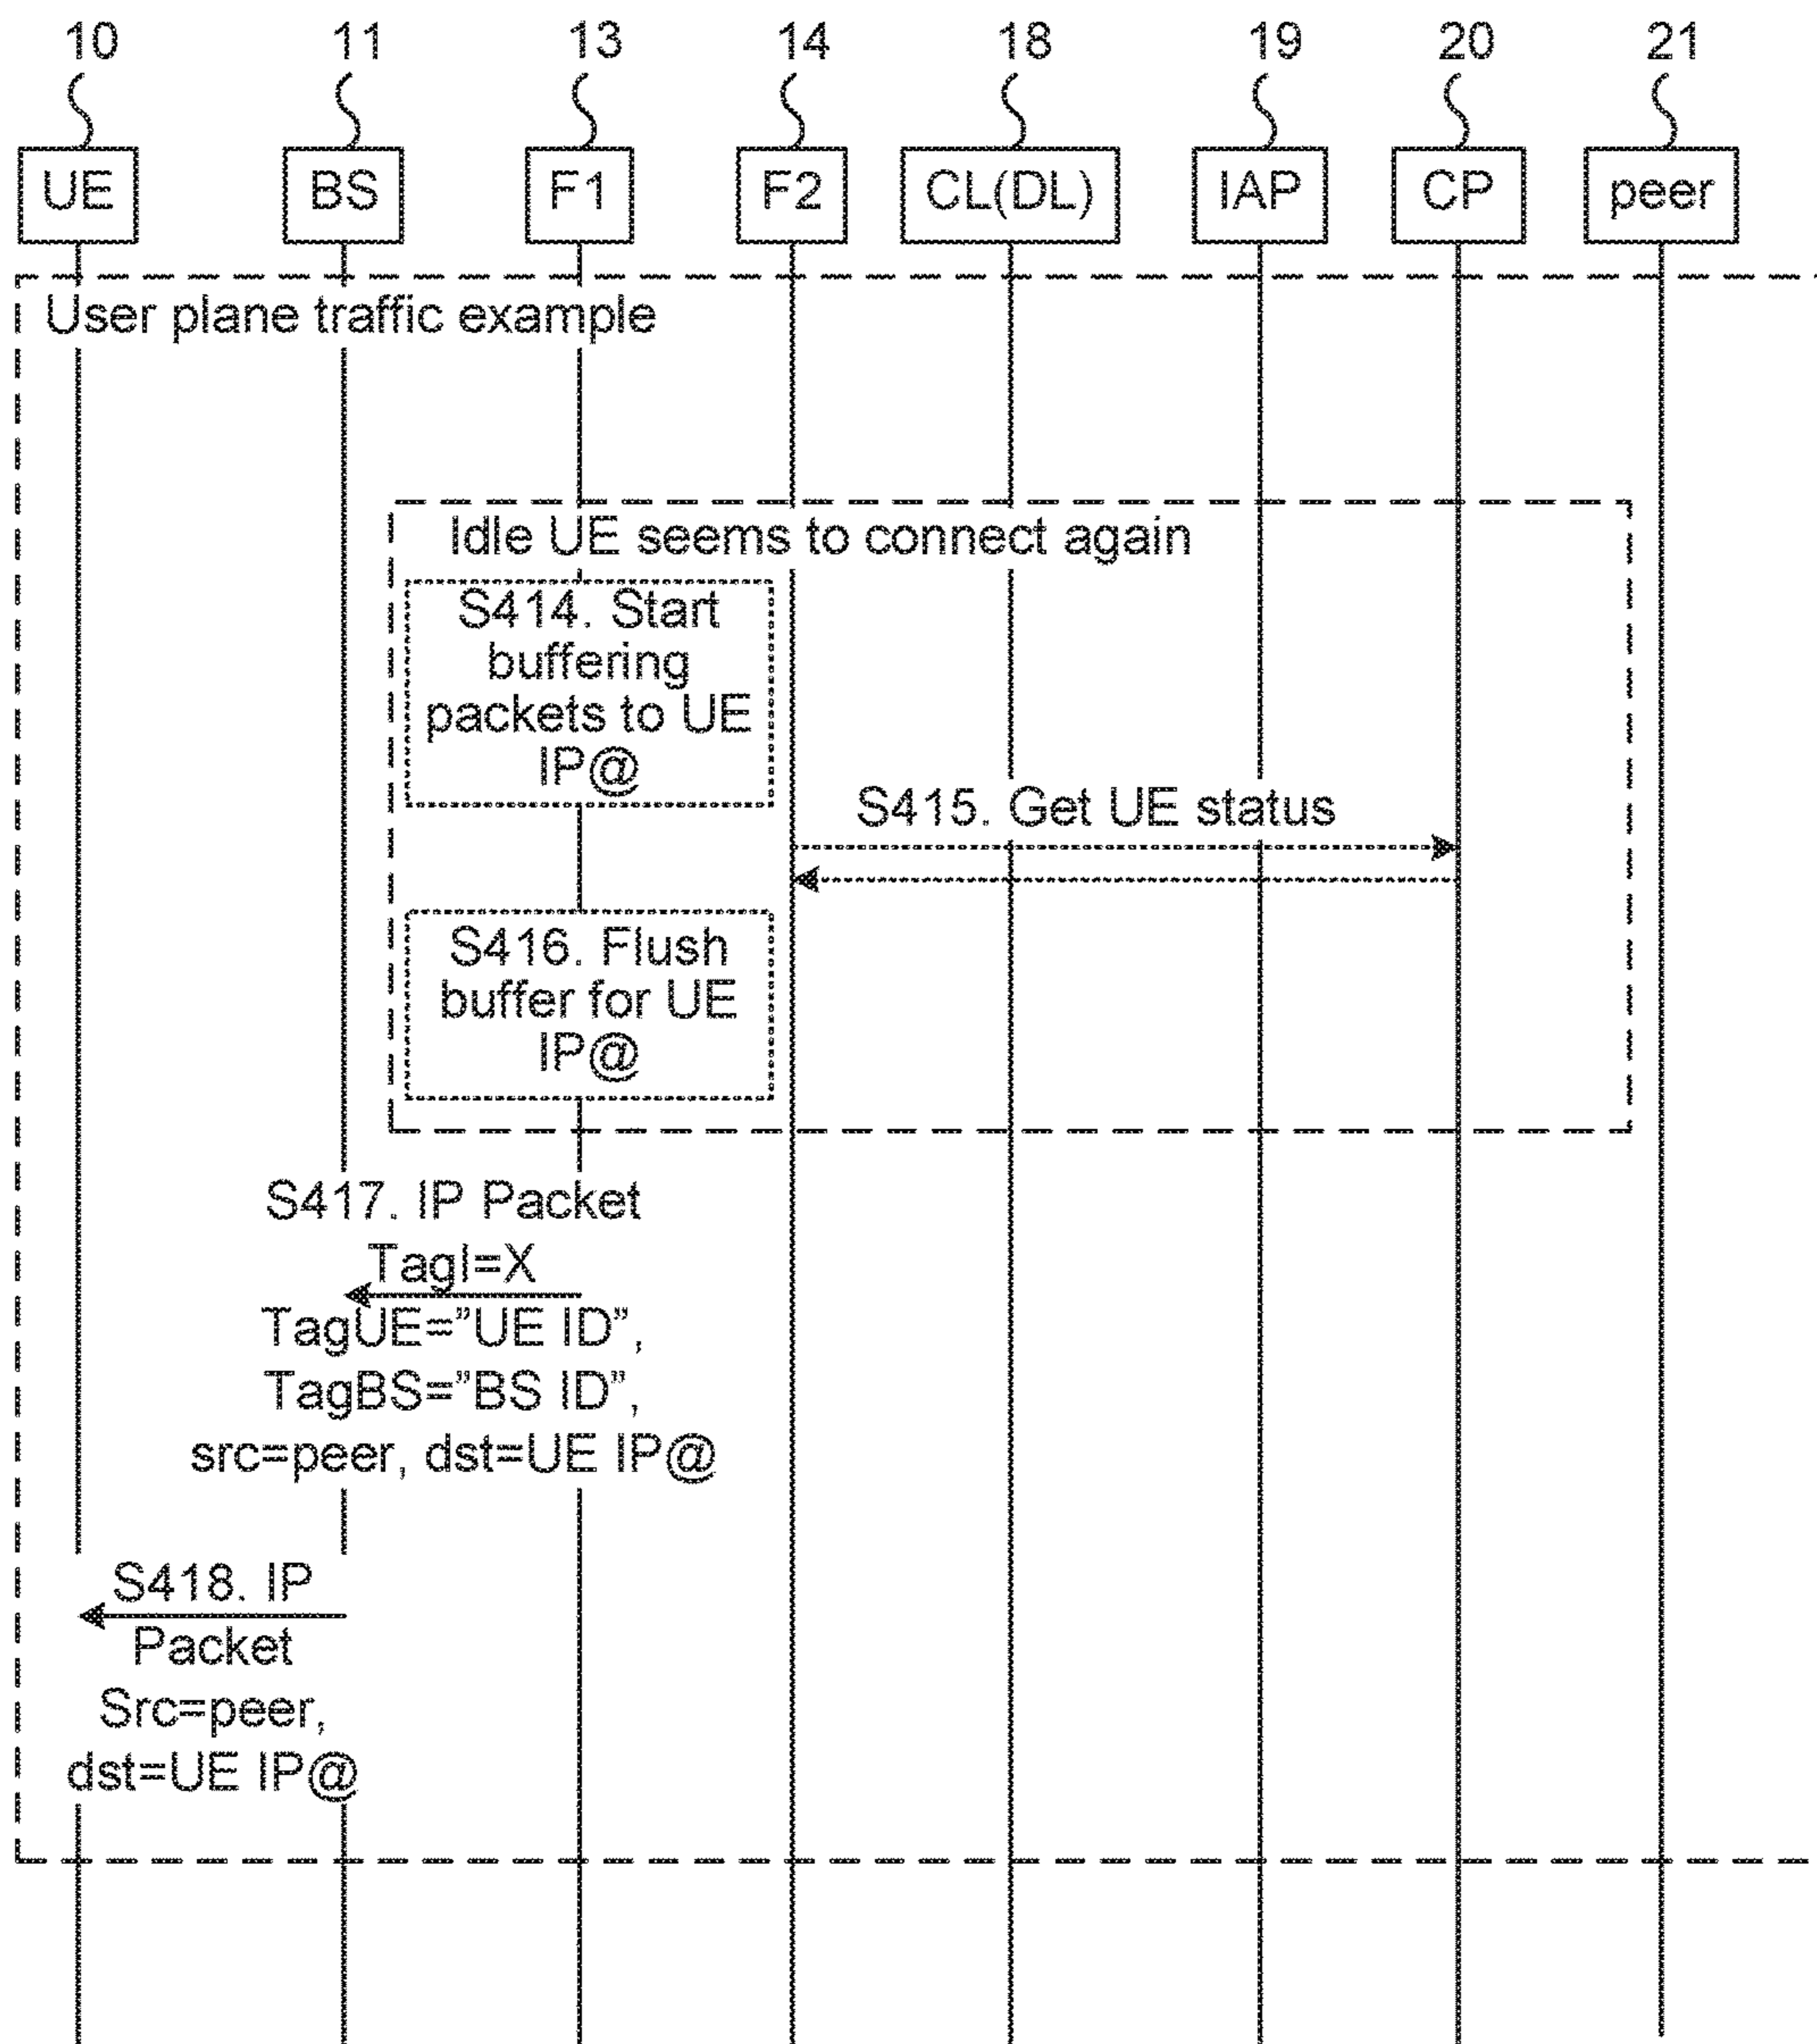 10 11 13 14 18 19 20 21
UE BS F1 F2 CL(DL) IAP CP peer
User plane traffic example
Idle UE seems to connect again
S414. Start
buffering
packets to UE
IP@
S415. Get UE status
S416. Flush
buffer for UE
IP@
S417. IP Packet
TagI=X
TagUE=”UE ID”,
TagBS=”BS ID”,
src=peer, dst=UE IP@
S418. IP
Packet
Src=peer,
dst=UE IP@